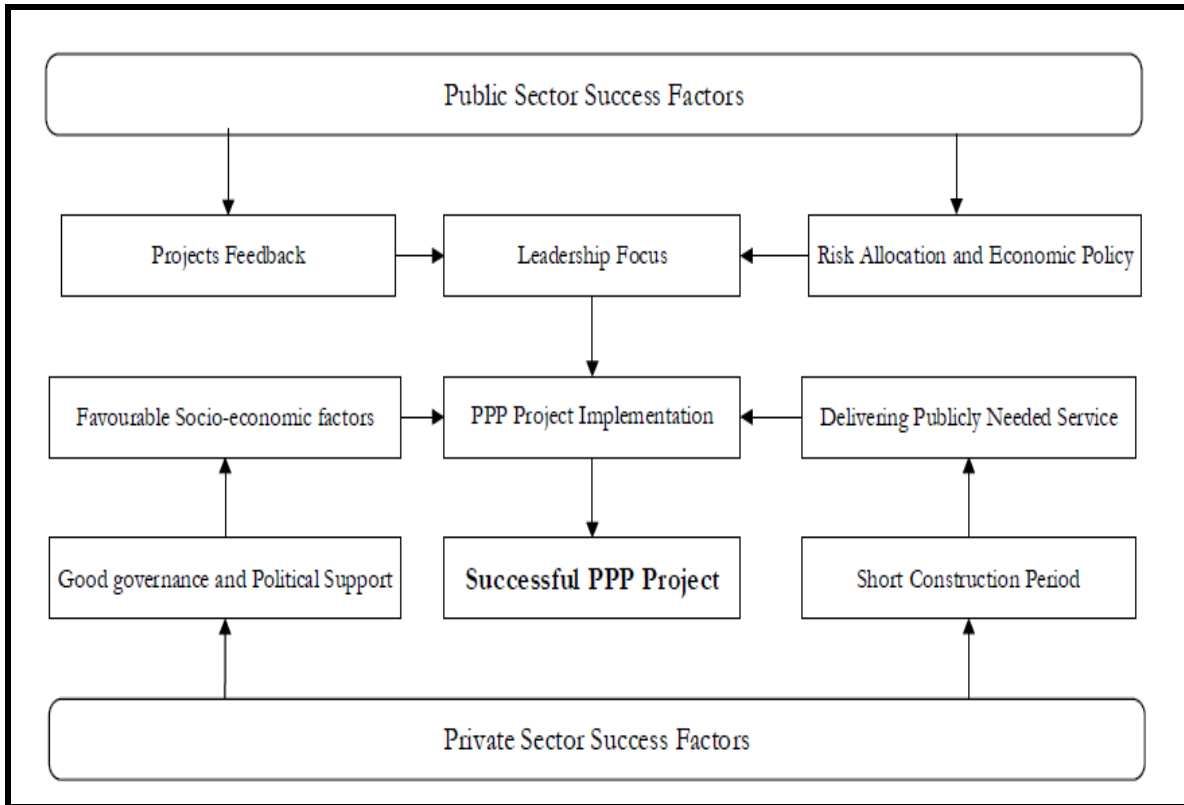 Public Sector Success Factors
Projects Feedback
Leadership Focus
Risk Allocation and Economic Policy
Favourable Socio-economic factors
PPP Project Implementation
Delivering Publicly Needed Service
Good governance and Political Support
Successful PPP Project
Short Construction Period
Private Sector Success Factors